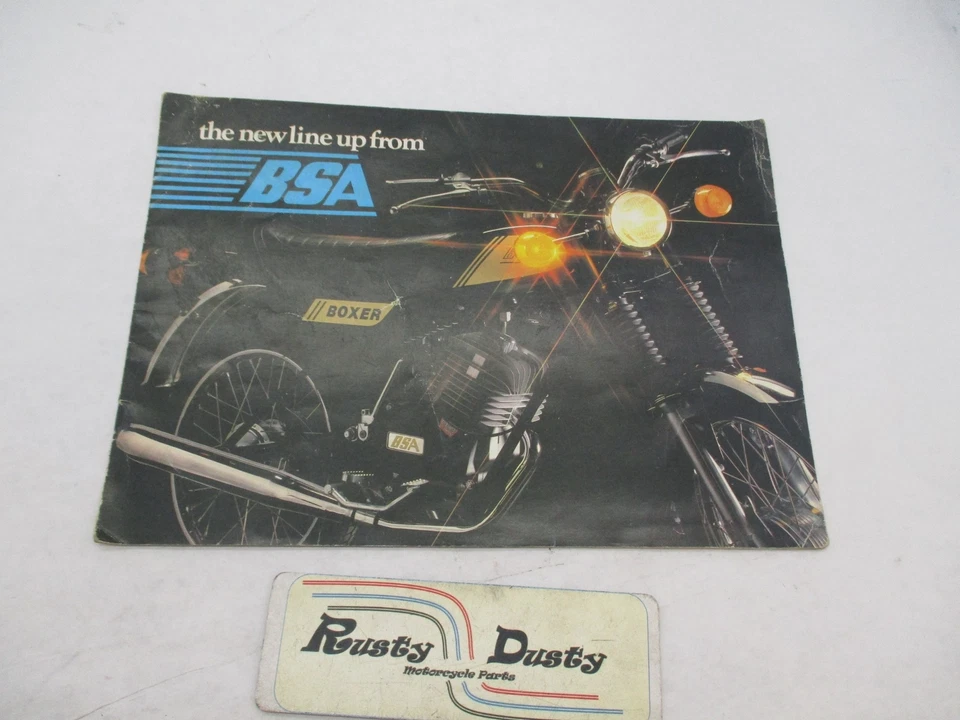 the new line up from
BSA
BOXER
BSA
Rusty Dusty
Motorcycle Parts